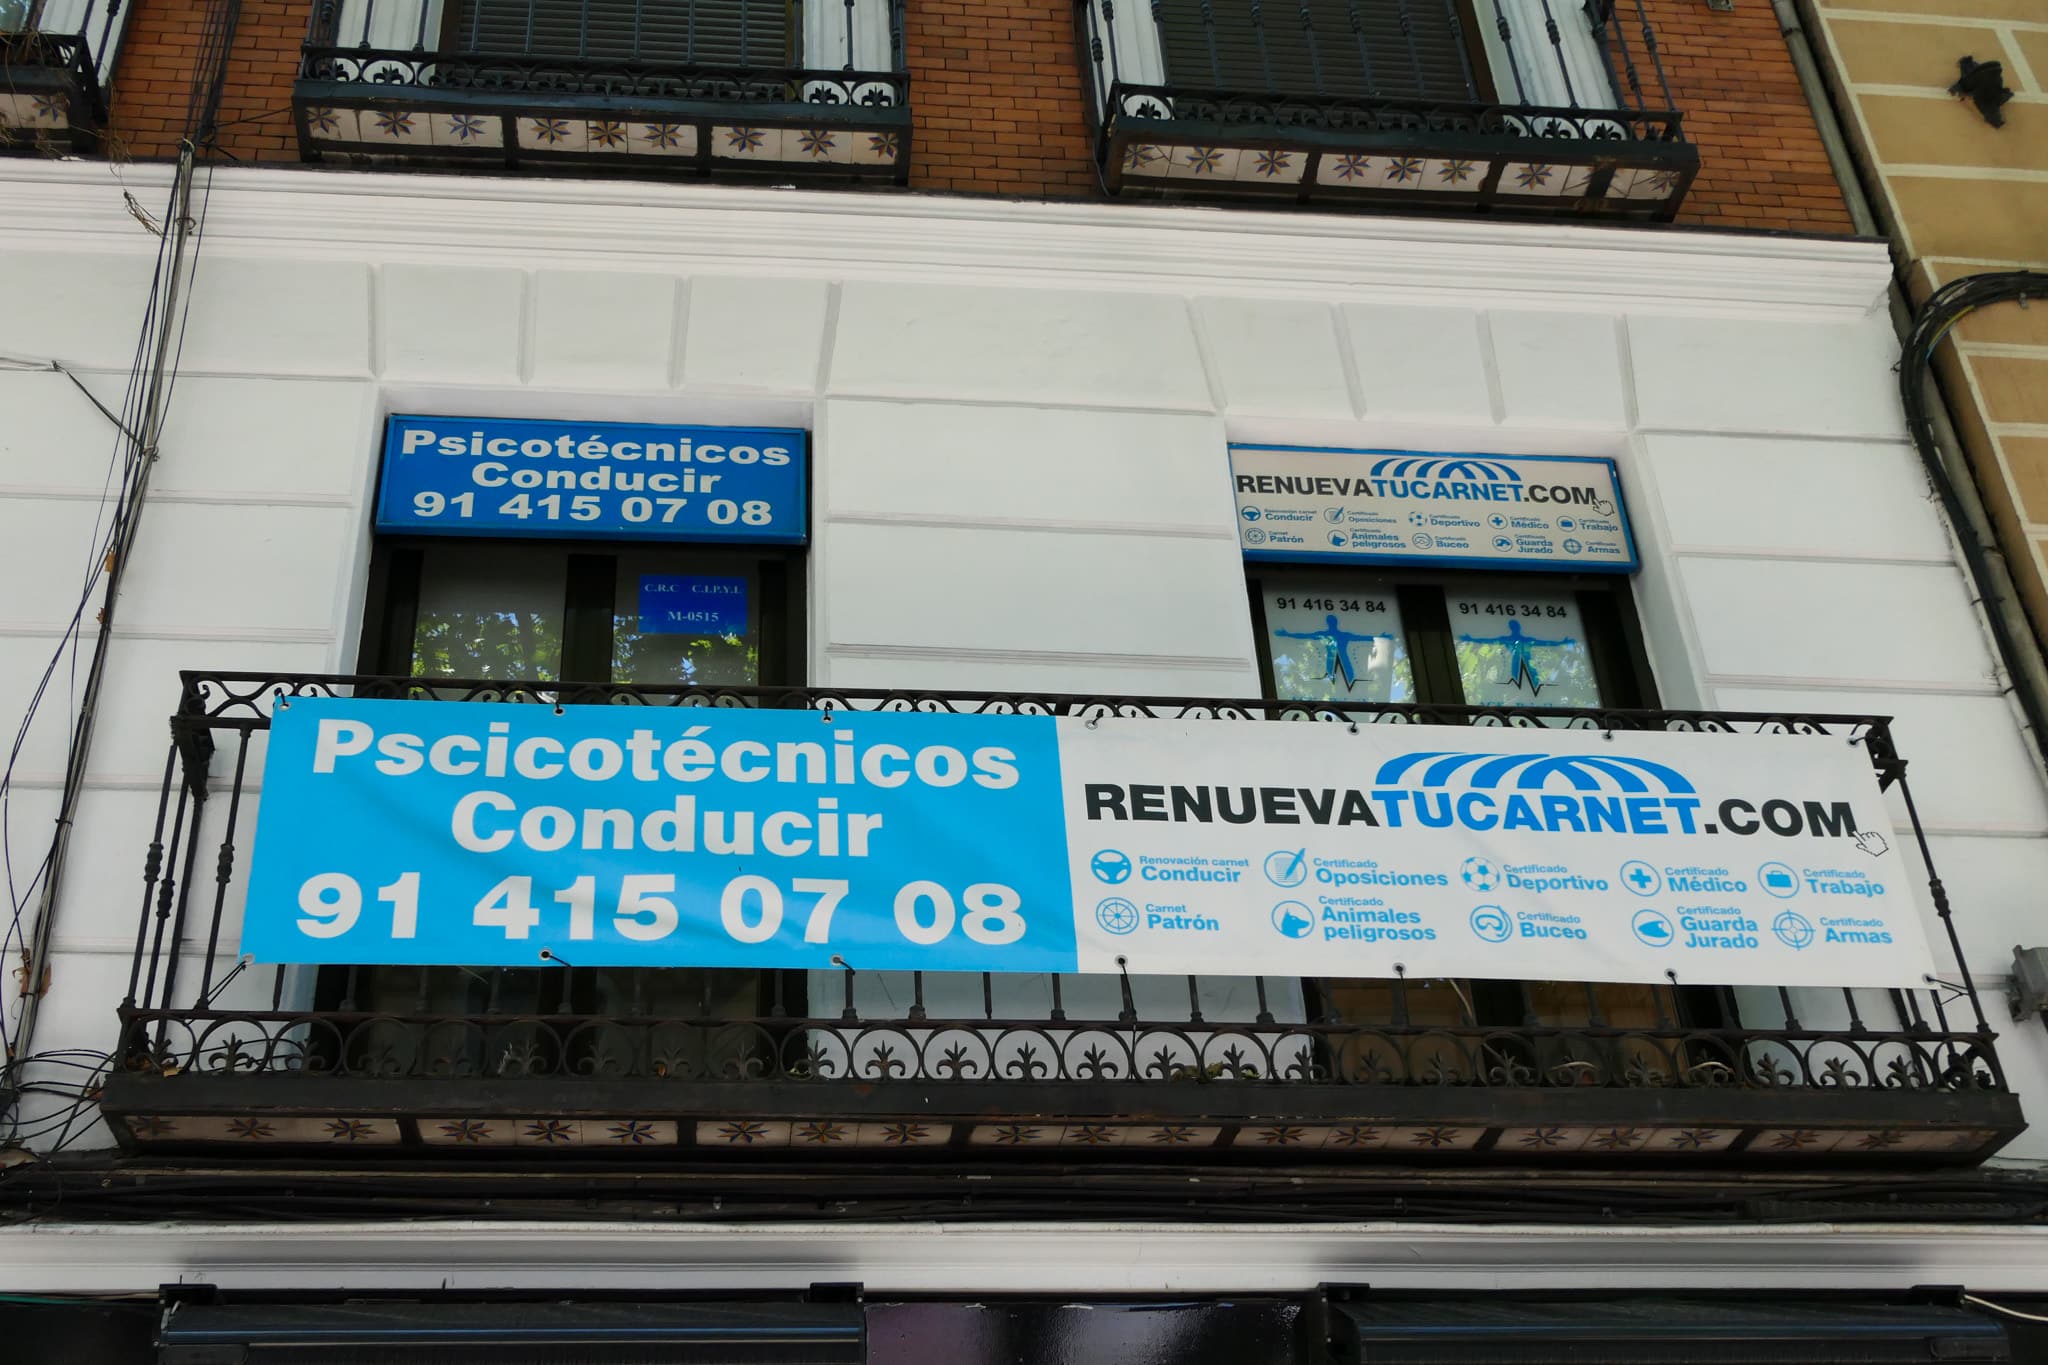 Psicotécnicos
Conducir
91 415 07 08
RENUEVATUCARNET.COM
Renovación carnet
Conducir
Certificado
Oposiciones
Certificado
Deportivo
Certificado
Médico
Certificado
Trabajo
Carnet
Patrón
Certificado
Animales
peligrosos
Certificado
Buceo
Certificado
Guarda
Jurado
Certificado
Armas
C.R.C C.I.P.Y.L
M-0515
91 416 34 84
91 416 34 84
Pscicotécnicos
Conducir
91 415 07 08
RENUEVATUCARNET.COM
Renovación carnet
Conducir
Certificado
Oposiciones
Certificado
Deportivo
Certificado
Médico
Certificado
Trabajo
Carnet
Patrón
Certificado
Animales
peligrosos
Certificado
Buceo
Certificado
Guarda
Jurado
Certificado
Armas